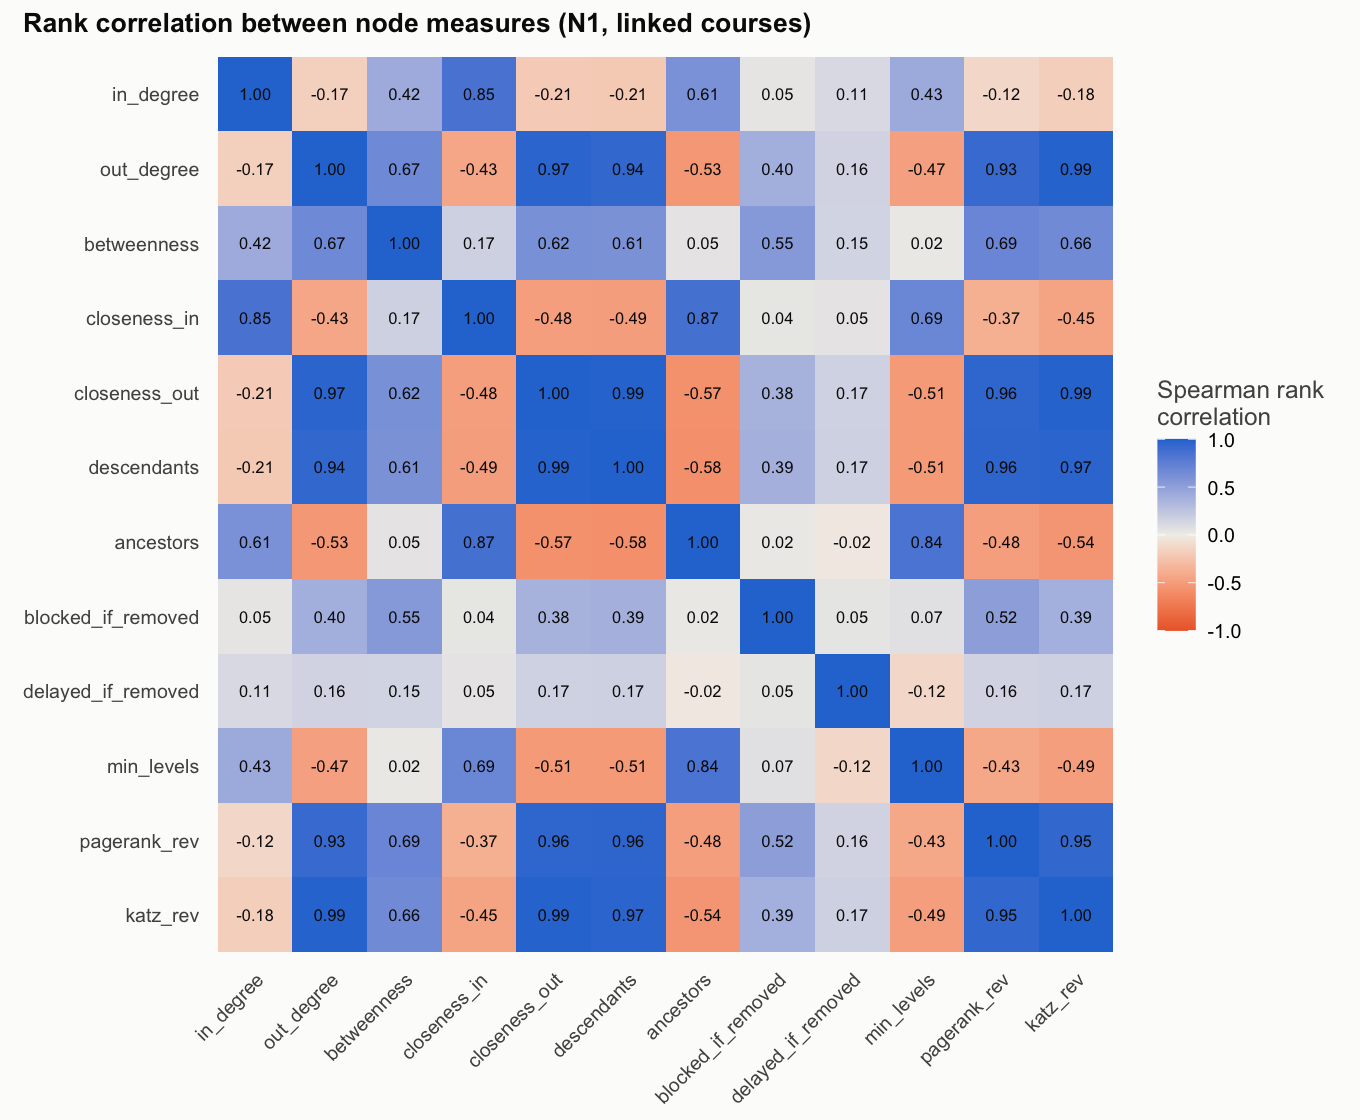 Rank correlation between node measures (N1, linked courses)
in_degree 1.00 -0.17 0.42 0.85 -0.21 -0.21 0.61 0.05 0.11 0.43 -0.12 -0.18
out_degree -0.17 1.00 0.67 -0.43 0.97 0.94 -0.53 0.40 0.16 -0.47 0.93 0.99
betweenness 0.42 0.67 1.00 0.17 0.62 0.61 0.05 0.55 0.15 0.02 0.69 0.66
closeness_in 0.85 -0.43 0.17 1.00 -0.48 -0.49 0.87 0.04 0.05 0.69 -0.37 -0.45
closeness_out -0.21 0.97 0.62 -0.48 1.00 0.99 -0.57 0.38 0.17 -0.51 0.96 0.99
descendants -0.21 0.94 0.61 -0.49 0.99 1.00 -0.58 0.39 0.17 -0.51 0.96 0.97
ancestors 0.61 -0.53 0.05 0.87 -0.57 -0.58 1.00 0.02 -0.02 0.84 -0.48 -0.54
blocked_if_removed 0.05 0.40 0.55 0.04 0.38 0.39 0.02 1.00 0.05 0.07 0.52 0.39
delayed_if_removed 0.11 0.16 0.15 0.05 0.17 0.17 -0.02 0.05 1.00 -0.12 0.16 0.17
min_levels 0.43 -0.47 0.02 0.69 -0.51 -0.51 0.84 0.07 -0.12 1.00 -0.43 -0.49
pagerank_rev -0.12 0.93 0.69 -0.37 0.96 0.96 -0.48 0.52 0.16 -0.43 1.00 0.95
katz_rev -0.18 0.99 0.66 -0.45 0.99 0.97 -0.54 0.39 0.17 -0.49 0.95 1.00
in_degree out_degree betweenness closeness_in closeness_out descendants ancestors blocked_if_removed delayed_if_removed min_levels pagerank_rev katz_rev
Spearman rank
correlation
1.0
0.5
0.0
-0.5
-1.0